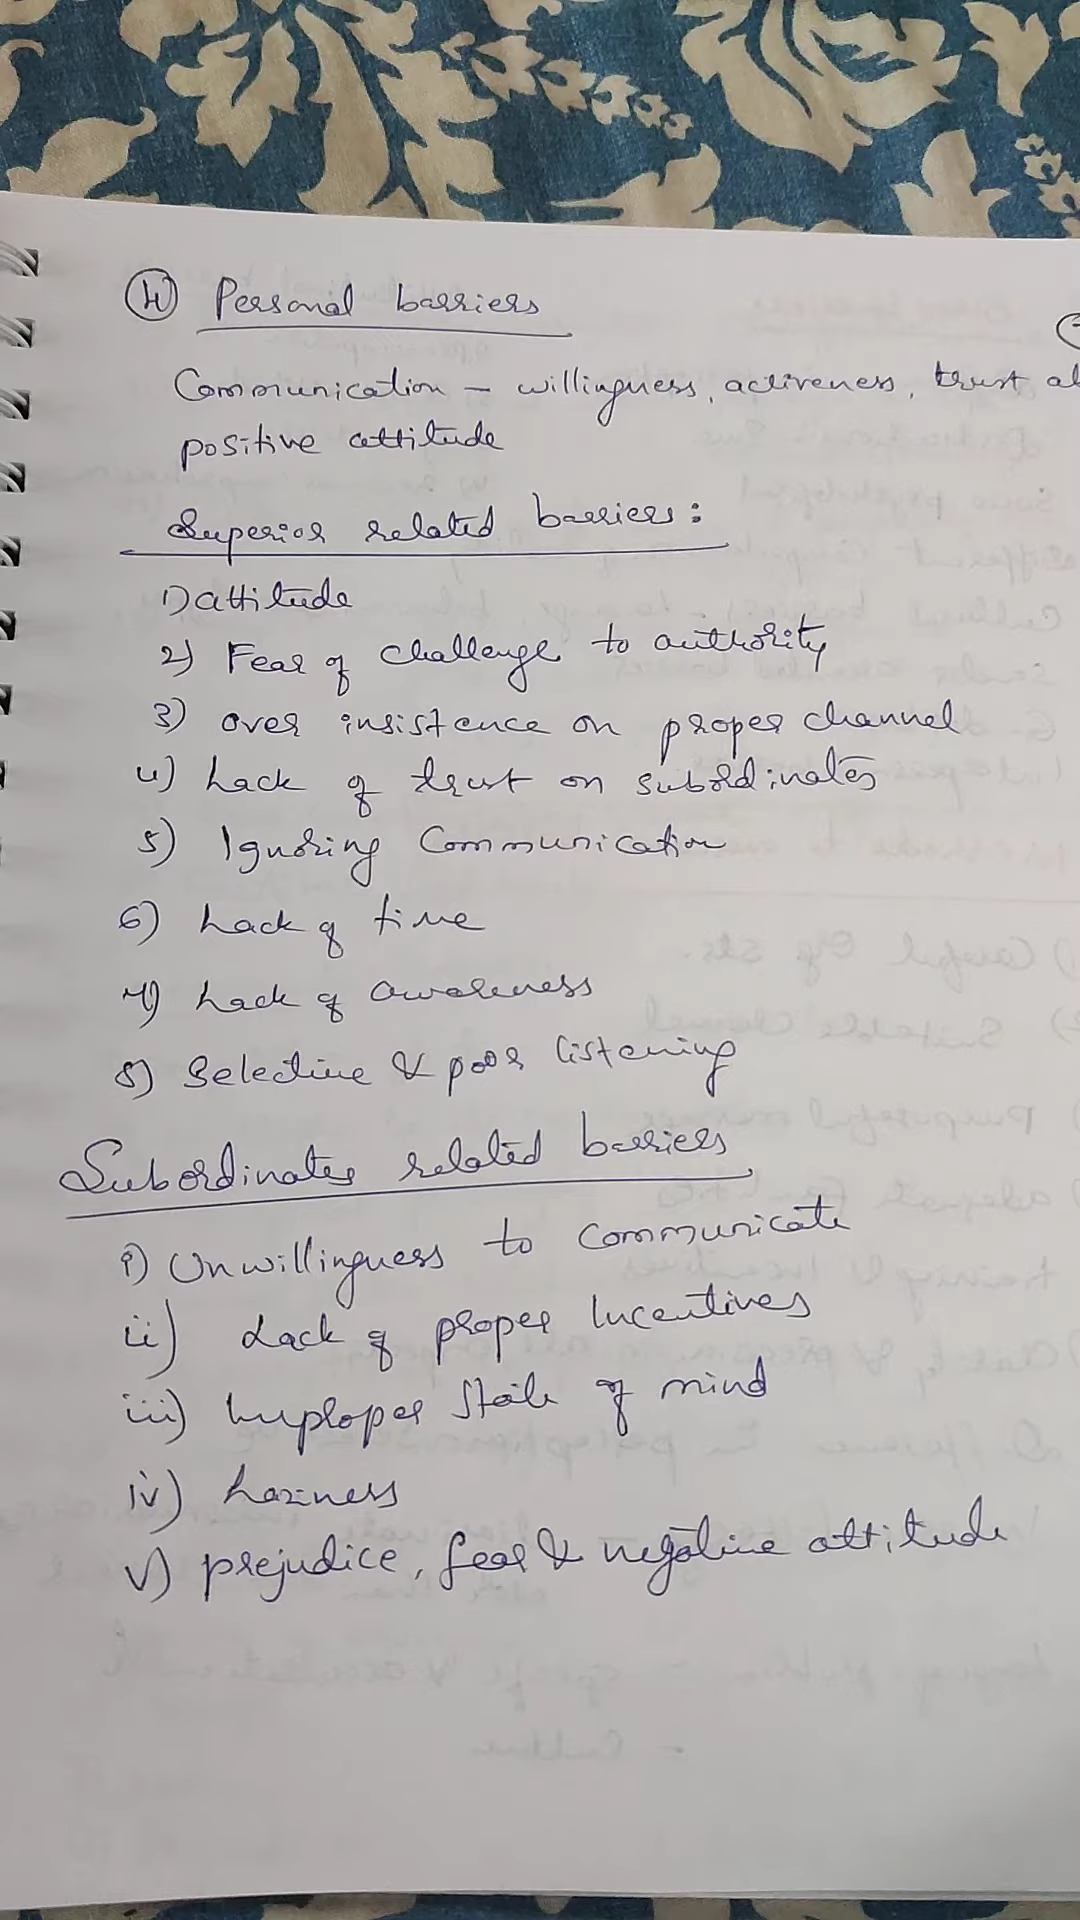 4 Personal barriers
Communication – willingness, activeness, trust
positive attitude
Superior related barriers:
1) attitude
2) Fear of challenge to authority
3) over insistence on proper channel
4) Lack of trust on subordinates
5) Ignoring Communication
6) Lack of time
7) Lack of awareness
8) Selective & poor listening
Subordinates related barriers
i) Unwillingness to communicate
ii) Lack of proper Incentives
iii) Improper State of mind
iv) Laziness
v) prejudice, fear & negative attitude